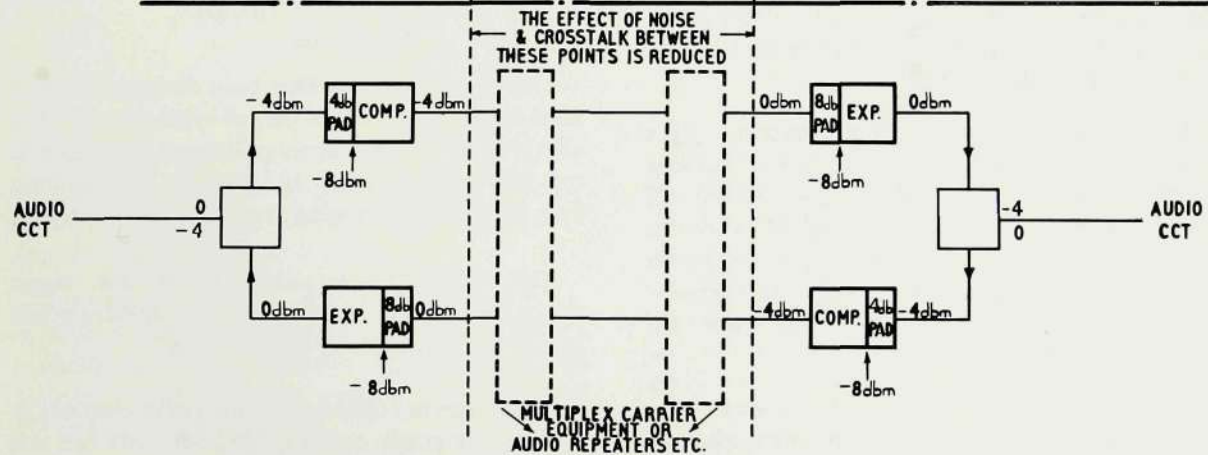 THE EFFECT OF NOISE
& CROSSTALK BETWEEN
THESE POINTS IS REDUCED
-4dbm
4db
PAD
COMP.
-4dbm
-8dbm
0dbm
8db
PAD
EXP.
0dbm
-8dbm
AUDIO
CCT
0
-4
-4
0
AUDIO
CCT
0dbm
EXP.
8db
PAD
0dbm
-8dbm
-4dbm
COMP.
4db
PAD
-4dbm
-8dbm
MULTIPLEX CARRIER
EQUIPMENT OR
AUDIO REPEATERS ETC.